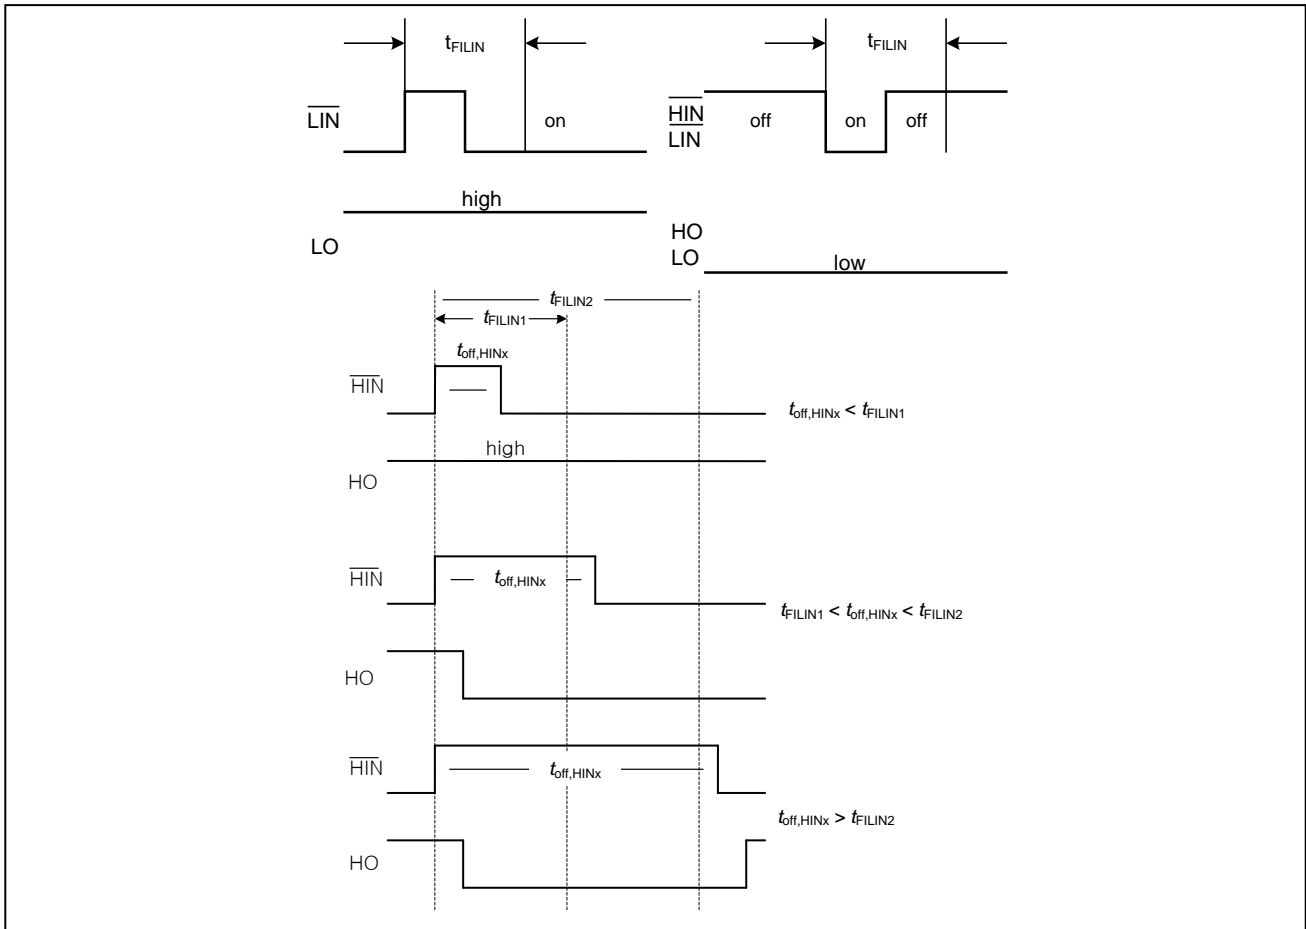 tFILIN
LIN
on
high
LO
tFILIN
HIN
LIN
off
on
off
HO
LO
low
tFILIN2
tFILIN1
toff,HINx
HIN
toff,HINx < tFILIN1
high
HO
HIN
toff,HINx
tFILIN1 < toff,HINx < tFILIN2
HO
HIN
toff,HINx
toff,HINx > tFILIN2
HO